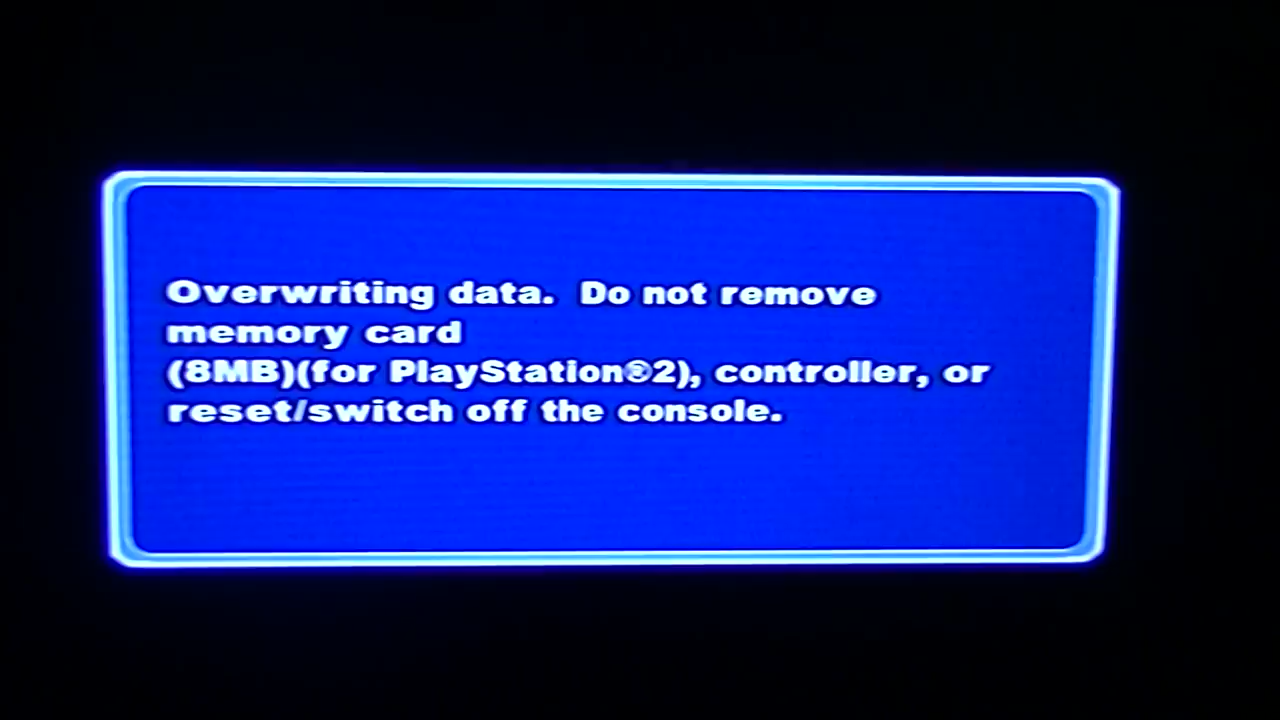 Overwriting data.  Do not remove
memory card
(8MB)(for PlayStation®2), controller, or
reset/switch off the console.